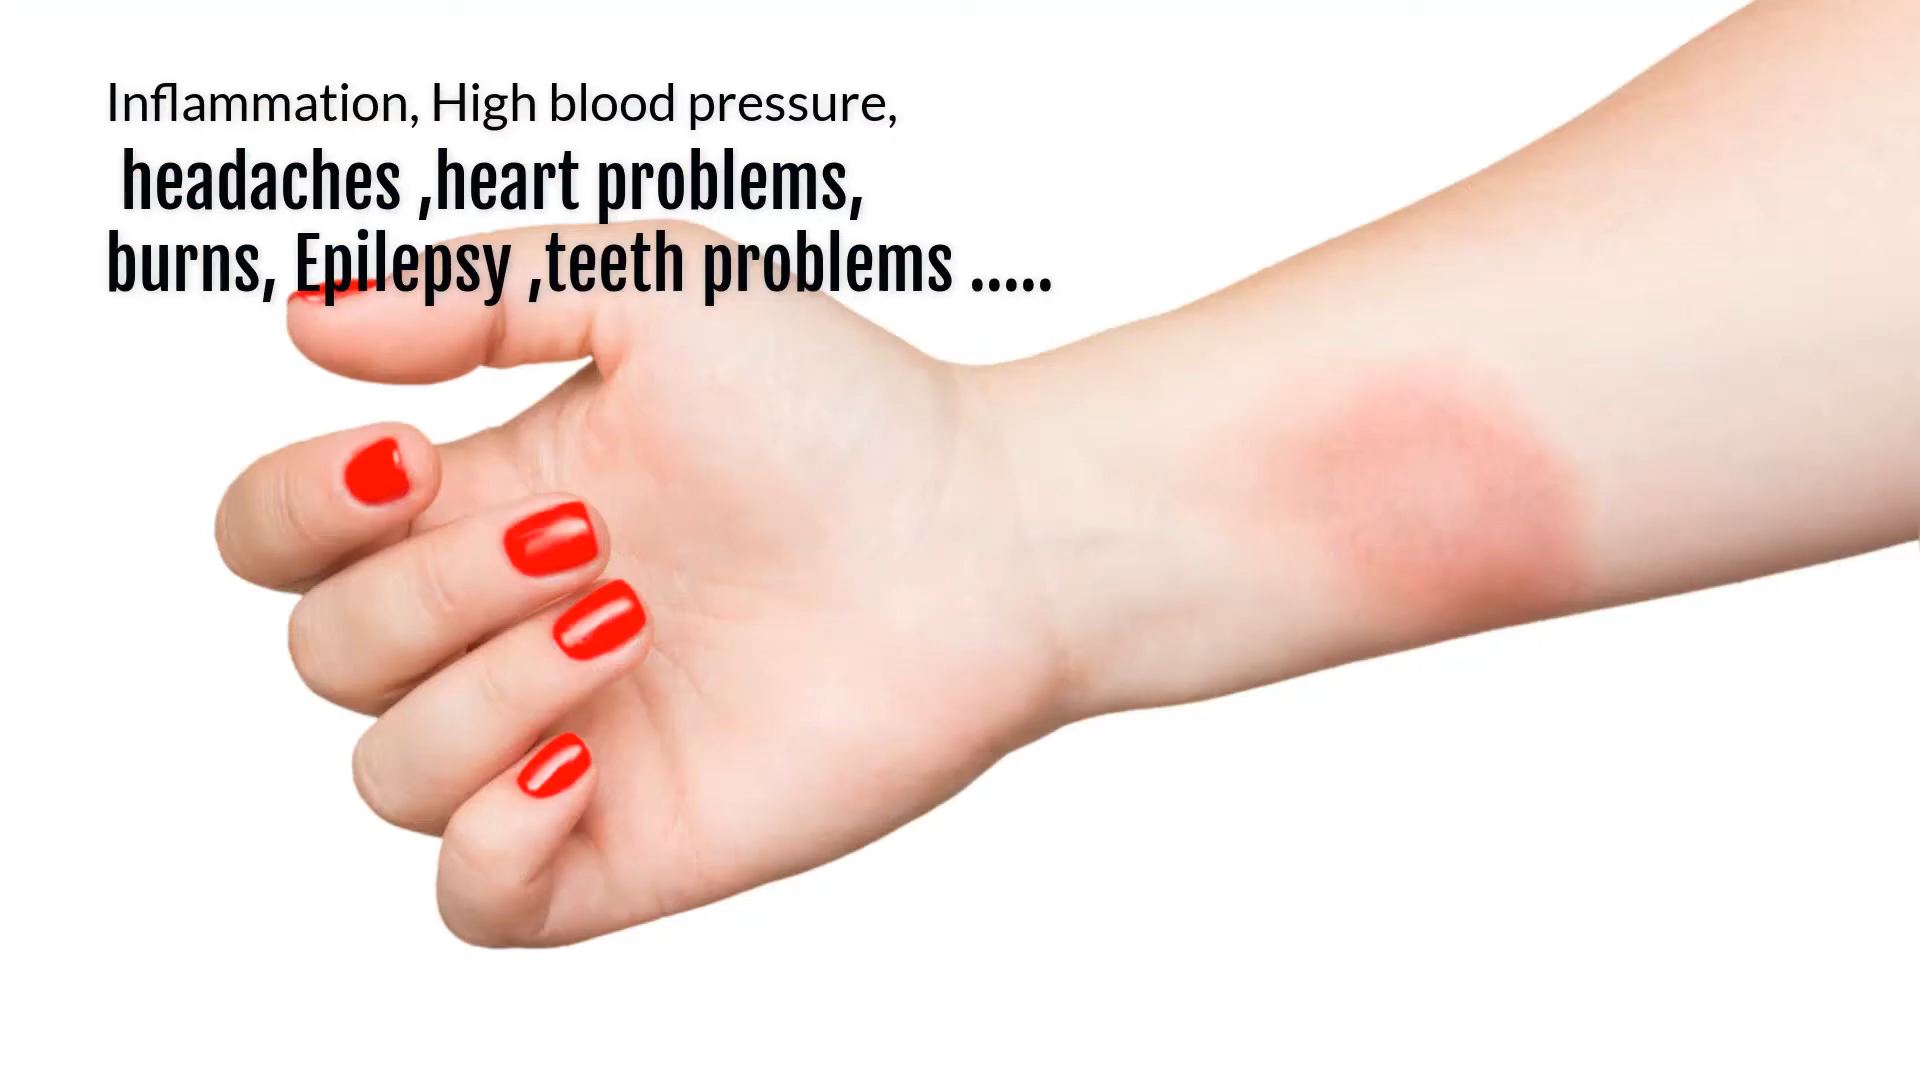 Inflammation, High blood pressure,
headaches ,heart problems,
burns, Epilepsy ,teeth problems .....